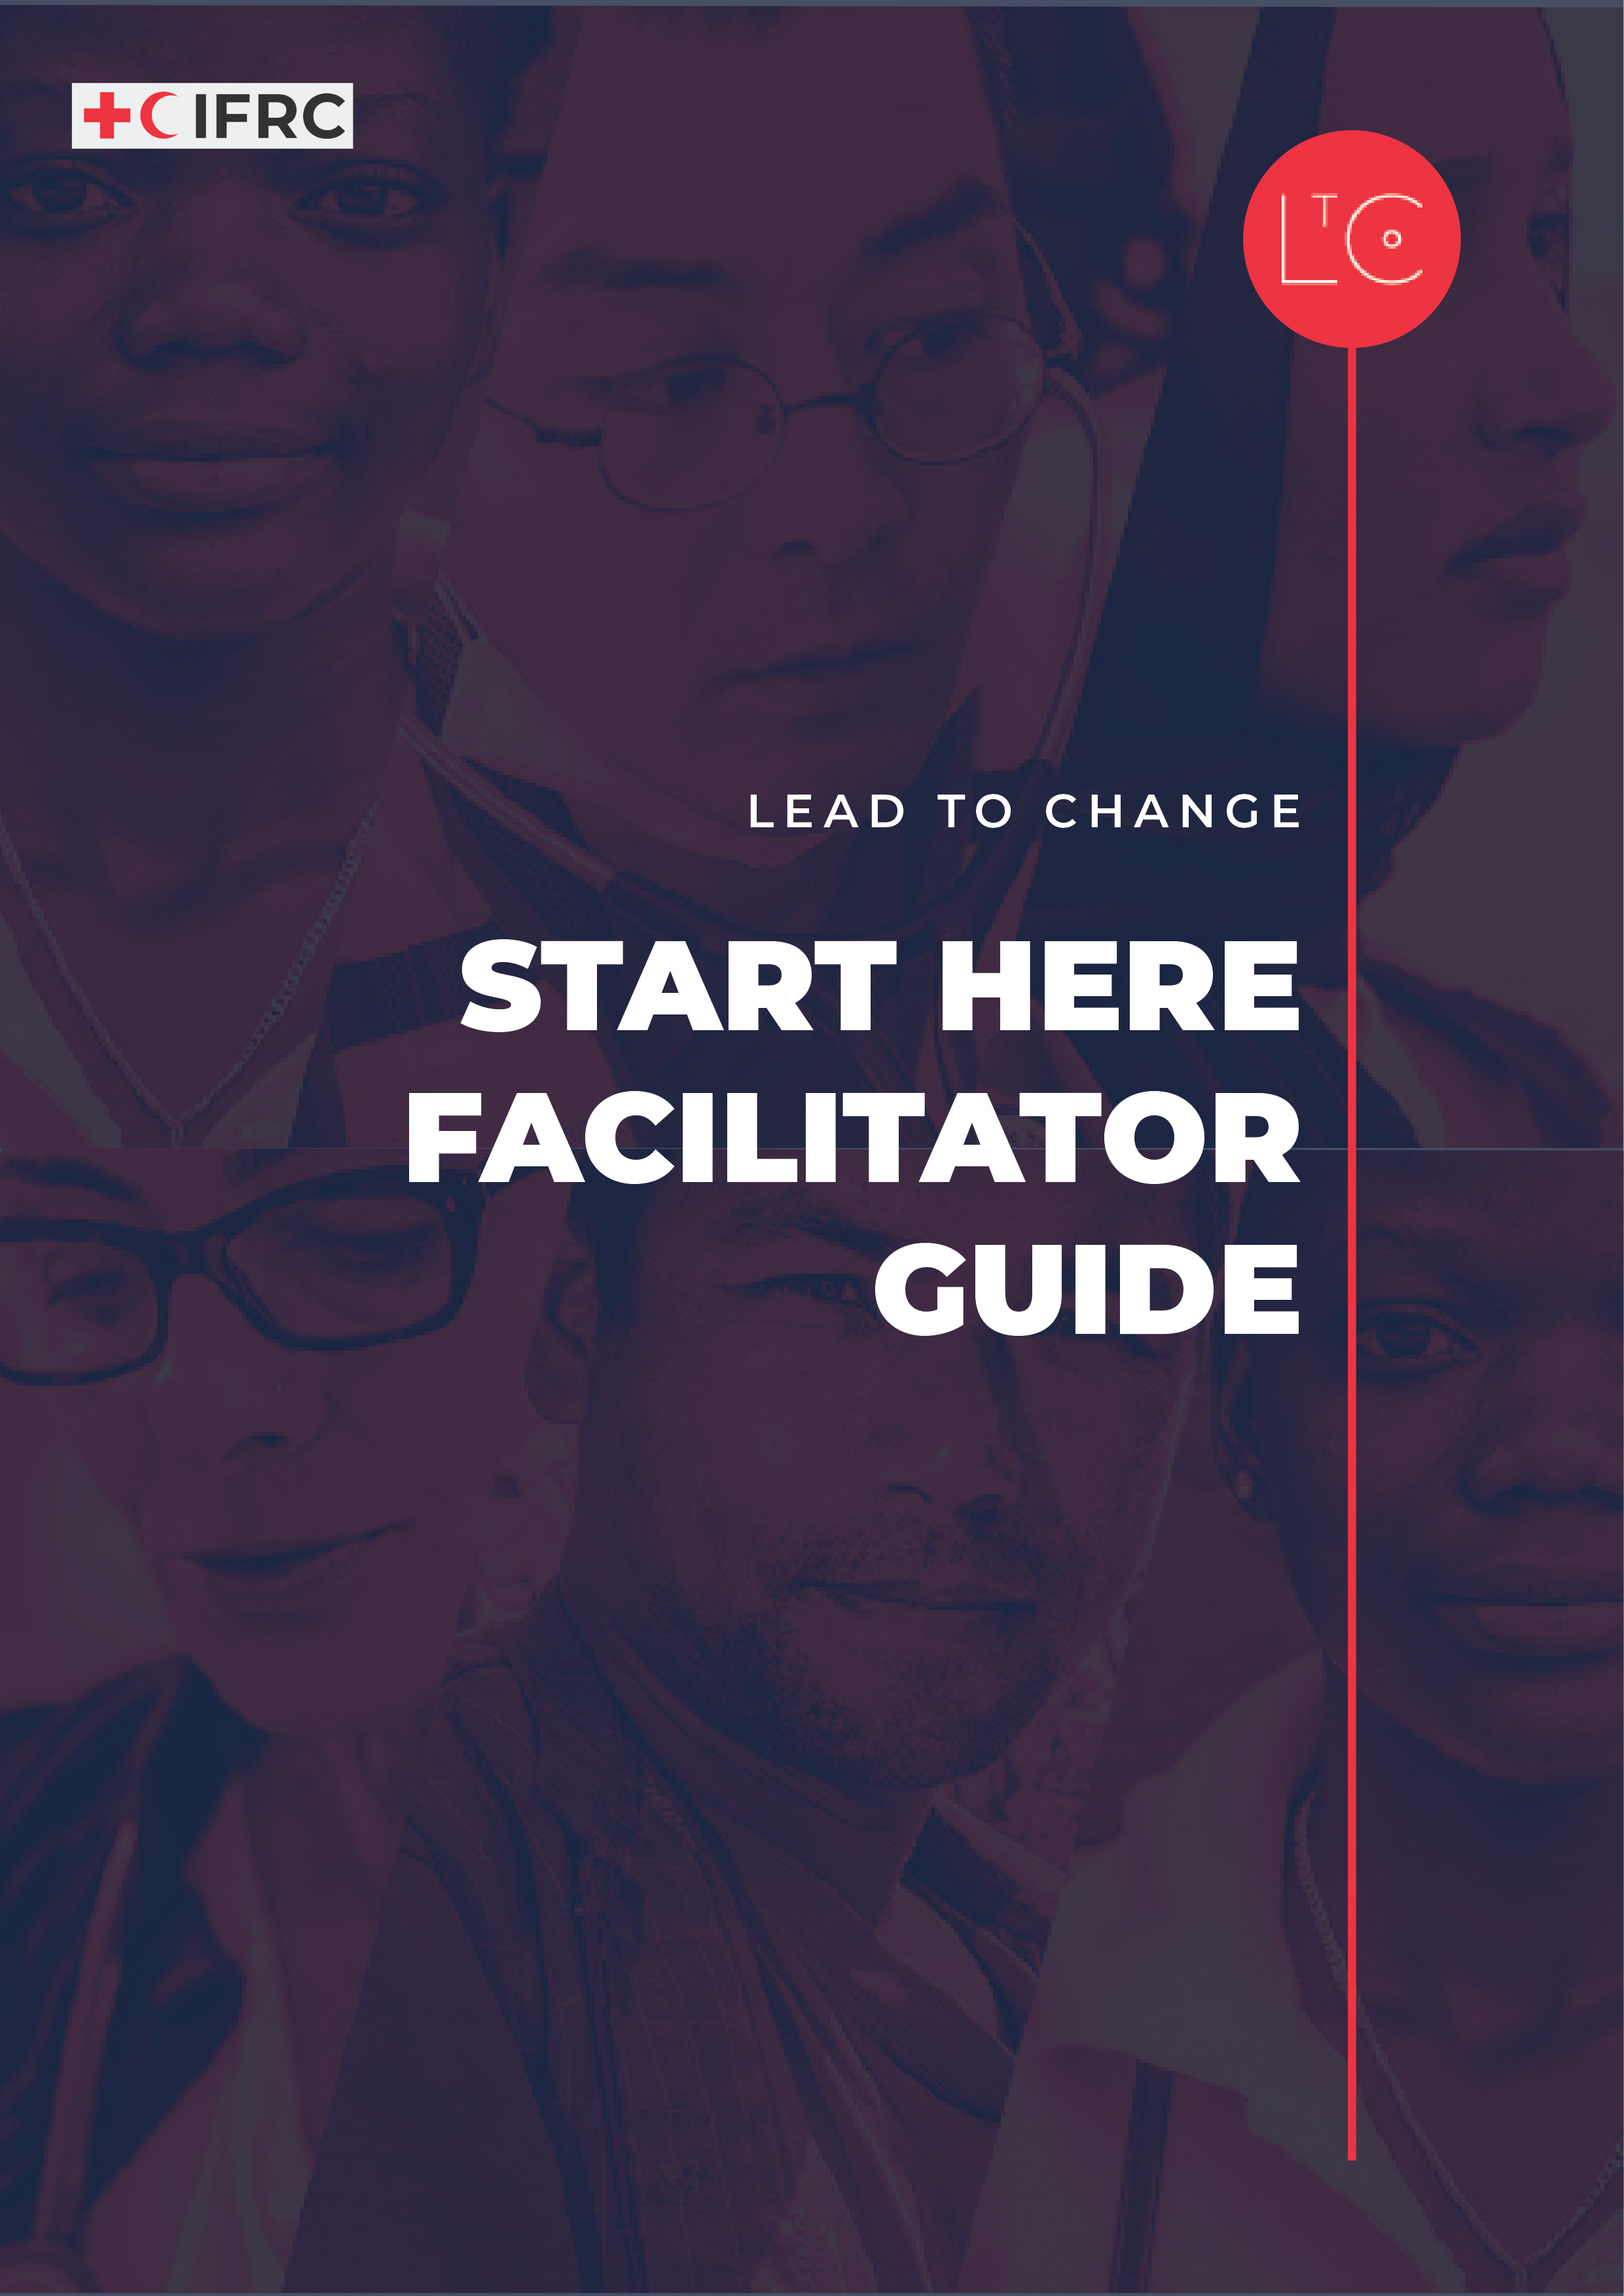 IFRC
LTC
LEAD TO CHANGE
START HERE
FACILITATOR
GUIDE